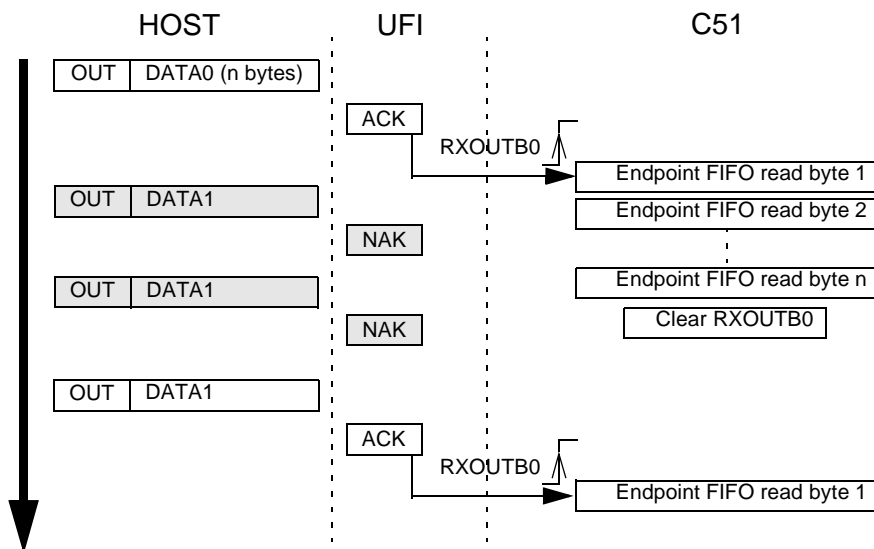 HOST UFI C51
OUT DATA0 (n bytes)
ACK
RXOUTB0
Endpoint FIFO read byte 1
OUT DATA1
Endpoint FIFO read byte 2
NAK
OUT DATA1
Endpoint FIFO read byte n
NAK
Clear RXOUTB0
OUT DATA1
ACK
RXOUTB0
Endpoint FIFO read byte 1